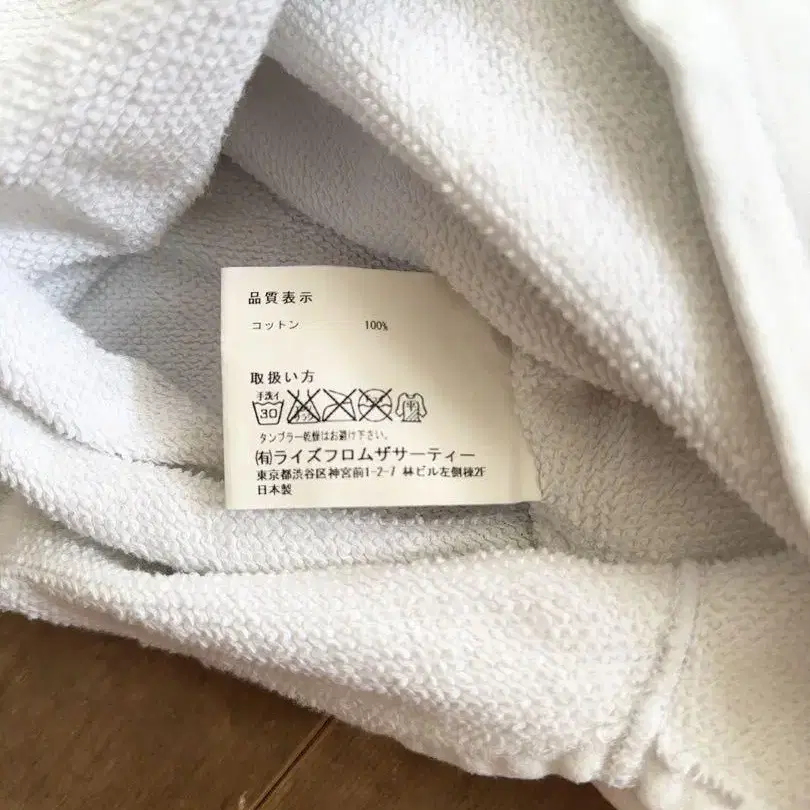 品質表示
コットン 100%
取扱い方
手洗イ
30
タンブラー乾燥はお避け下さい。
(有)ライズフロムザサーティー
東京都渋谷区神宮前1-2-7 林ビル左側棟2F
日本製